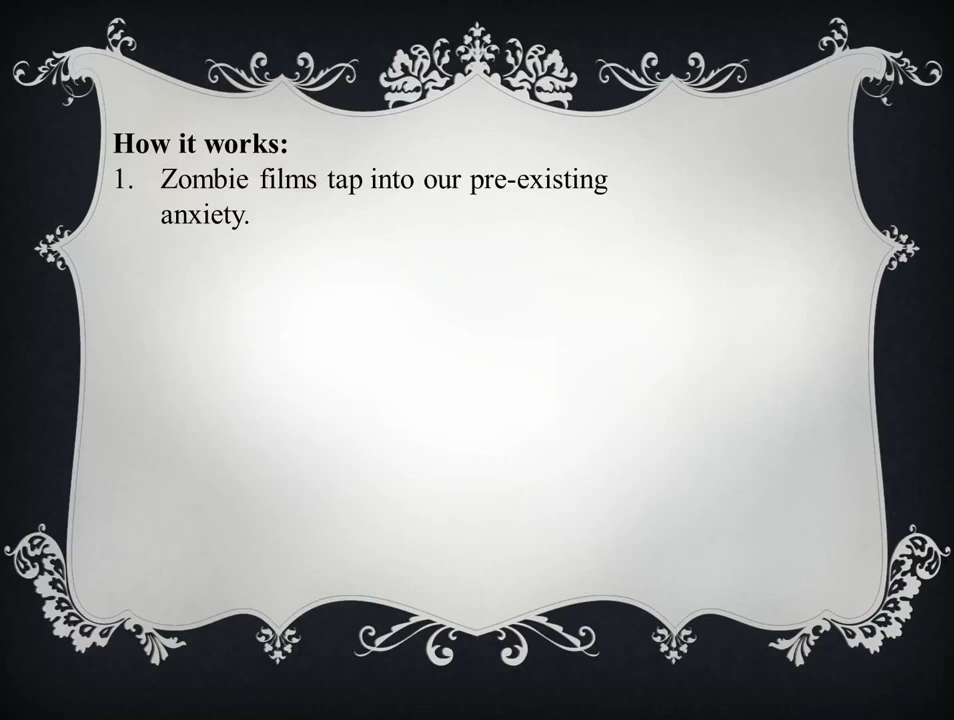 How it works:
1. Zombie films tap into our pre-existing
anxiety.